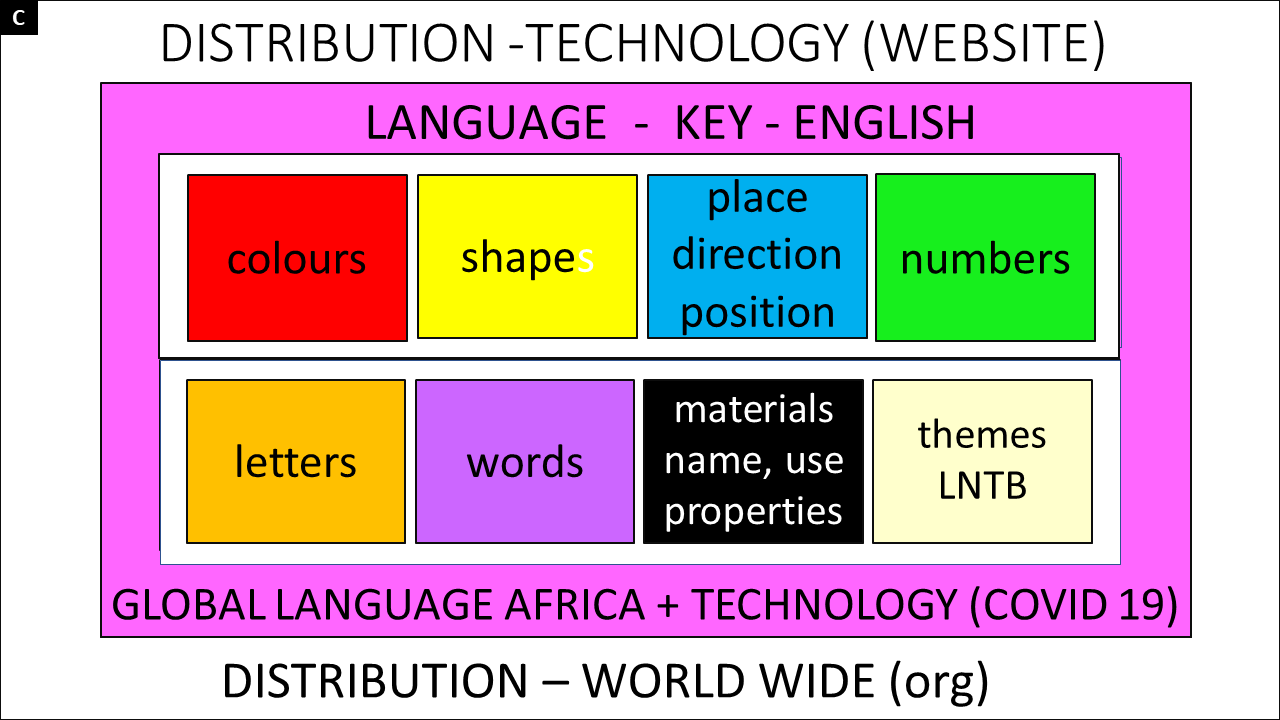 C
DISTRIBUTION -TECHNOLOGY (WEBSITE)
LANGUAGE - KEY - ENGLISH
colours
shapes
place
direction
position
numbers
letters
words
materials
name, use
properties
themes
LNTB
GLOBAL LANGUAGE AFRICA + TECHNOLOGY (COVID 19)
DISTRIBUTION – WORLD WIDE (org)